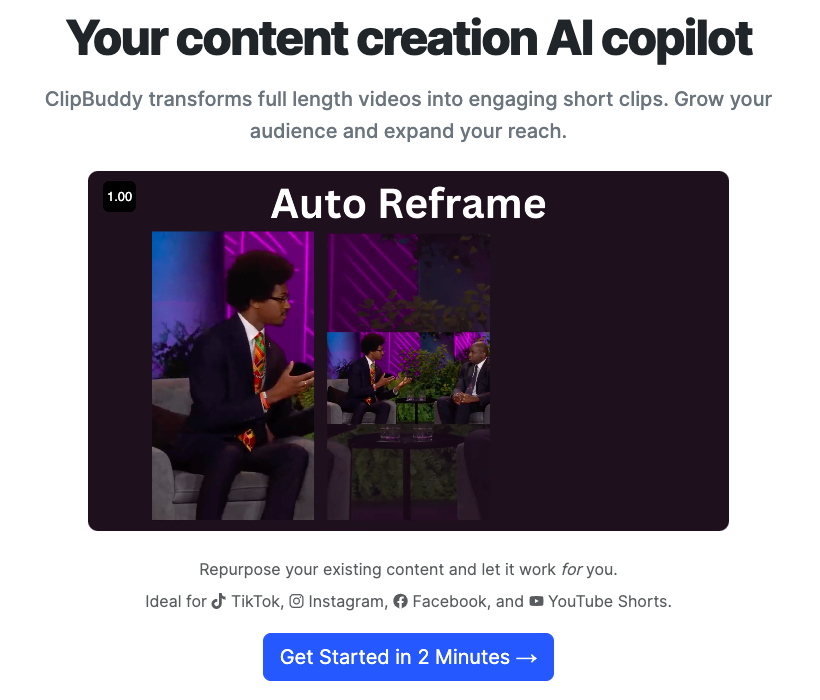 Your content creation AI copilot
ClipBuddy transforms full length videos into engaging short clips. Grow your
audience and expand your reach.
1.00
Auto Reframe
Repurpose your existing content and let it work for you.
Ideal for TikTok, Instagram, Facebook, and YouTube Shorts.
Get Started in 2 Minutes →